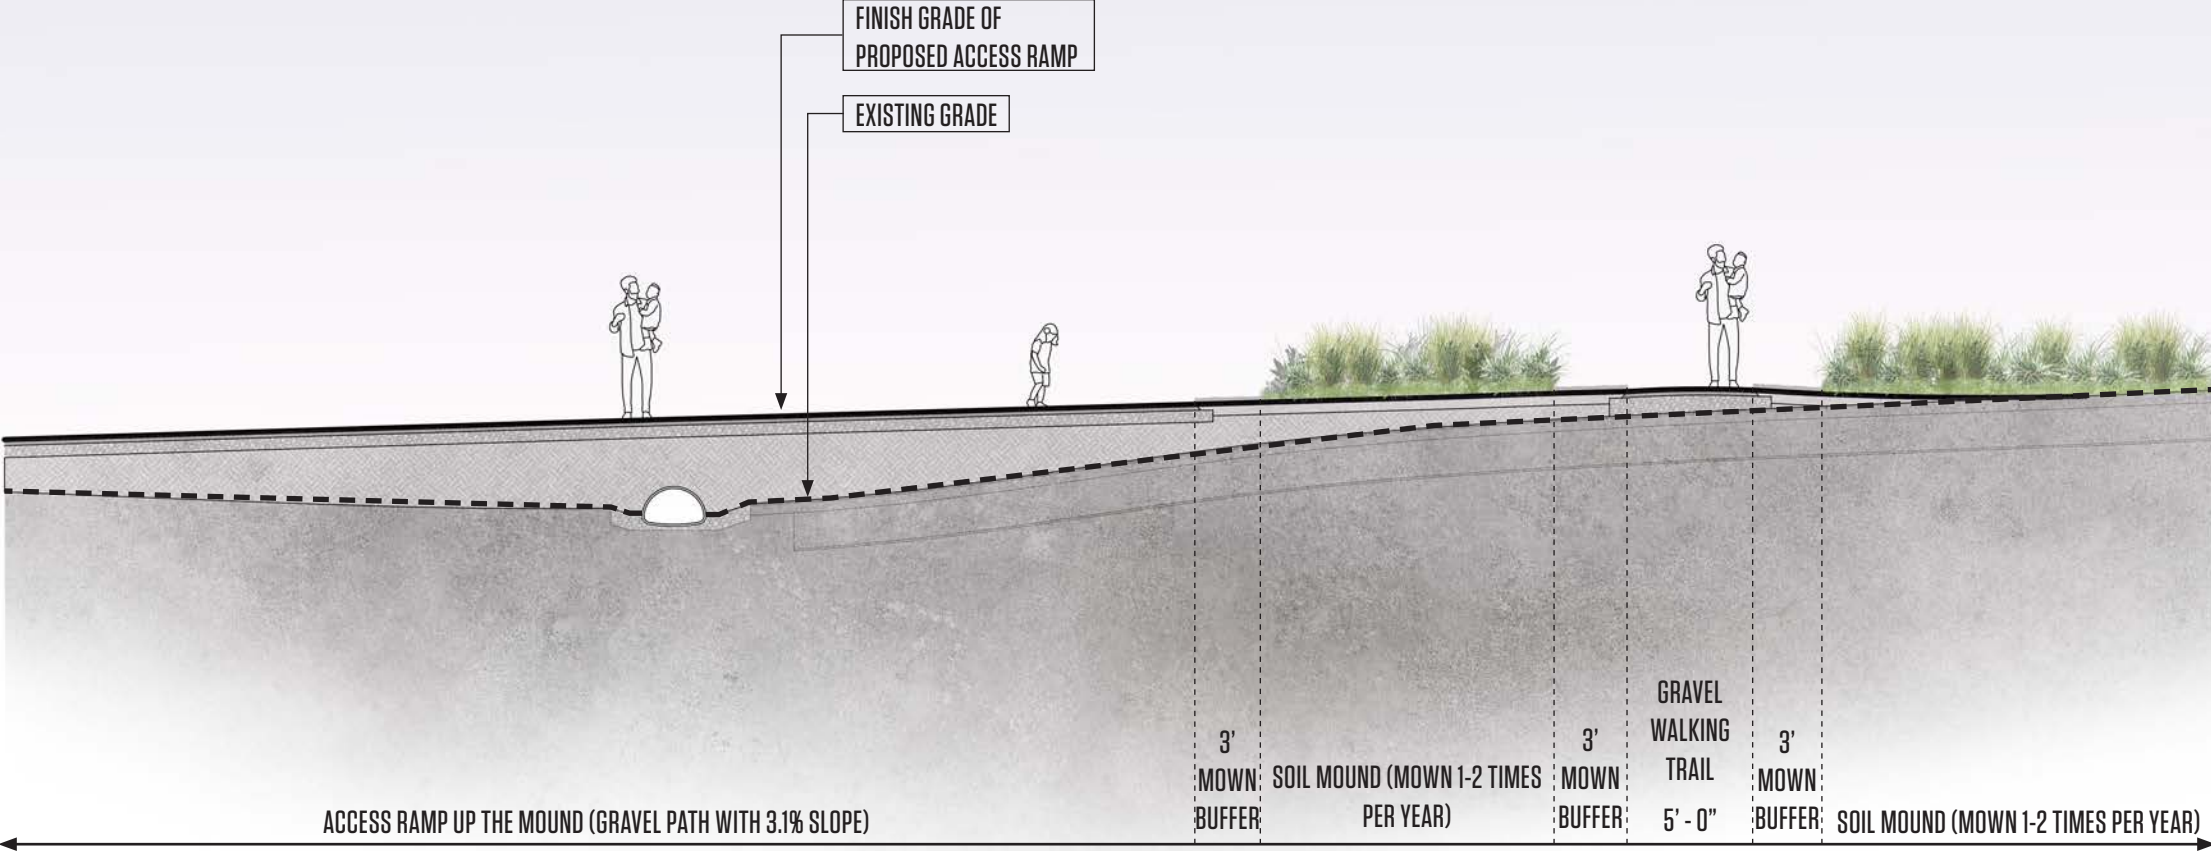 FINISH GRADE OF
PROPOSED ACCESS RAMP
EXISTING GRADE
ACCESS RAMP UP THE MOUND (GRAVEL PATH WITH 3.1% SLOPE)
3’
MOWN
BUFFER
SOIL MOUND (MOWN 1-2 TIMES
PER YEAR)
3’
MOWN
BUFFER
GRAVEL
WALKING
TRAIL
5’ - 0”
3’
MOWN
BUFFER
SOIL MOUND (MOWN 1-2 TIMES PER YEAR)